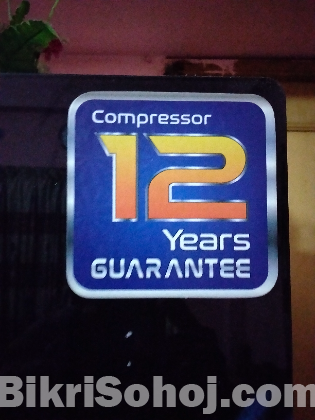 Compressor
12
Years
GUARANTEE
BikriSohoj.com